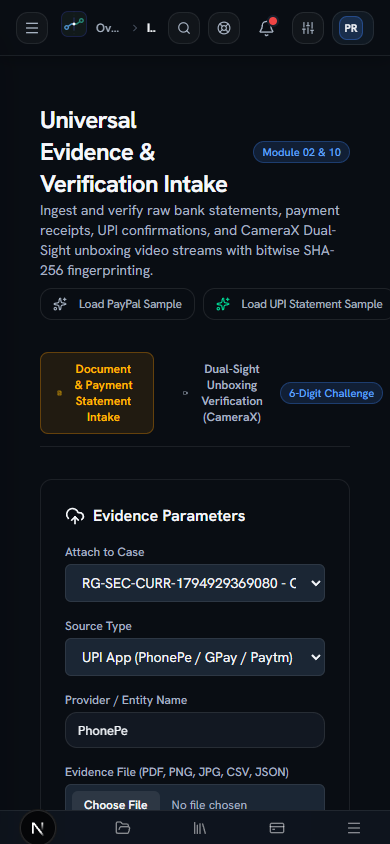 Ov... > I..
PR
Universal
Evidence &
Verification Intake
Module 02 & 10
Ingest and verify raw bank statements, payment
receipts, UPI confirmations, and CameraX Dual-
Sight unboxing video streams with bitwise SHA-
256 fingerprinting.
Load PayPal Sample
Load UPI Statement Sample
Document
& Payment
Statement
Intake
Dual-Sight
Unboxing
Verification
(CameraX)
6-Digit Challenge
Evidence Parameters
Attach to Case
RG-SEC-CURR-1794929369080 - C
Source Type
UPI App (PhonePe / GPay / Paytm)
Provider / Entity Name
PhonePe
Evidence File (PDF, PNG, JPG, CSV, JSON)
Choose File No file chosen
N